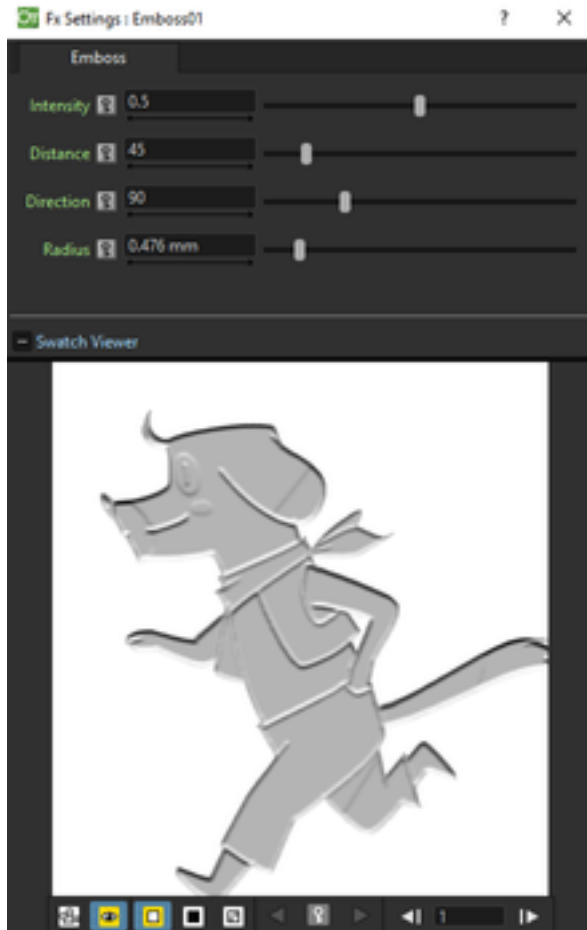 Fx Settings : Emboss01
Emboss
Intensity 0.5
Distance 45
Direction 90
Radius 0.476 mm
Swatch Viewer
1